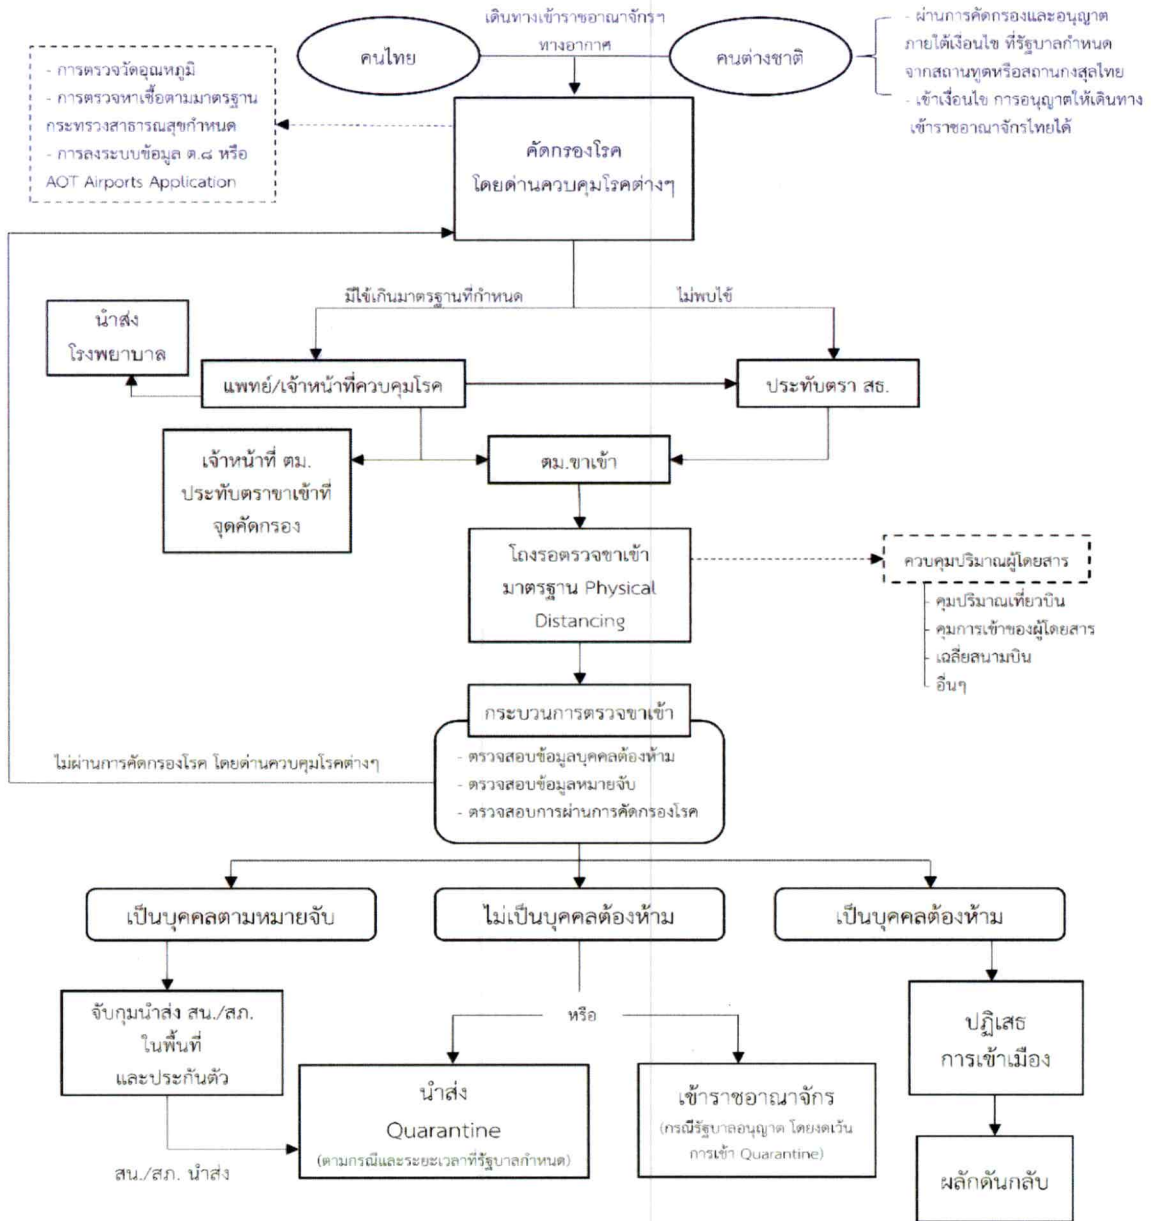 เดินทางเข้าราชอาณาจักรฯ
ทางอากาศ
คนไทย
คนต่างชาติ
- ผ่านการคัดกรองและอนุญาต
ภายใต้เงื่อนไข ที่รัฐบาลกำหนด
จากสถานทูตหรือสถานกงสุลไทย
- เข้าเงื่อนไข การอนุญาตให้เดินทาง
เข้าราชอาณาจักรไทยได้
- การตรวจวัดอุณหภูมิ
- การตรวจหาเชื้อตามมาตรฐาน
กระทรวงสาธารณสุขกำหนด
- การลงระบบข้อมูล ต.๘ หรือ
AOT Airports Application
คัดกรองโรค
โดยด่านควบคุมโรคต่างๆ
มีไข้เกินมาตรฐานที่กำหนด
ไม่พบไข้
นำส่ง
โรงพยาบาล
แพทย์/เจ้าหน้าที่ควบคุมโรค
ประทับตรา สธ.
เจ้าหน้าที่ ตม.
ประทับตราขาเข้าที่
จุดคัดกรอง
ตม.ขาเข้า
โถงรอตรวจขาเข้า
มาตรฐาน Physical
Distancing
ควบคุมปริมาณผู้โดยสาร
- คุมปริมาณเที่ยวบิน
- คุมการเข้าของผู้โดยสาร
- เฉลี่ยสนามบิน
- อื่นๆ
กระบวนการตรวจขาเข้า
- ตรวจสอบข้อมูลบุคคลต้องห้าม
- ตรวจสอบข้อมูลหมายจับ
- ตรวจสอบการผ่านการคัดกรองโรค
ไม่ผ่านการคัดกรองโรค โดยด่านควบคุมโรคต่างๆ
เป็นบุคคลตามหมายจับ
ไม่เป็นบุคคลต้องห้าม
เป็นบุคคลต้องห้าม
จับกุมนำส่ง สน./สภ.
ในพื้นที่
และประกันตัว
หรือ
ปฏิเสธ
การเข้าเมือง
นำส่ง
Quarantine
(ตามกรณีและระยะเวลาที่รัฐบาลกำหนด)
เข้าราชอาณาจักร
(กรณีรัฐบาลอนุญาต โดยงดเว้น
การเข้า Quarantine)
สน./สภ. นำส่ง
ผลักดันกลับ